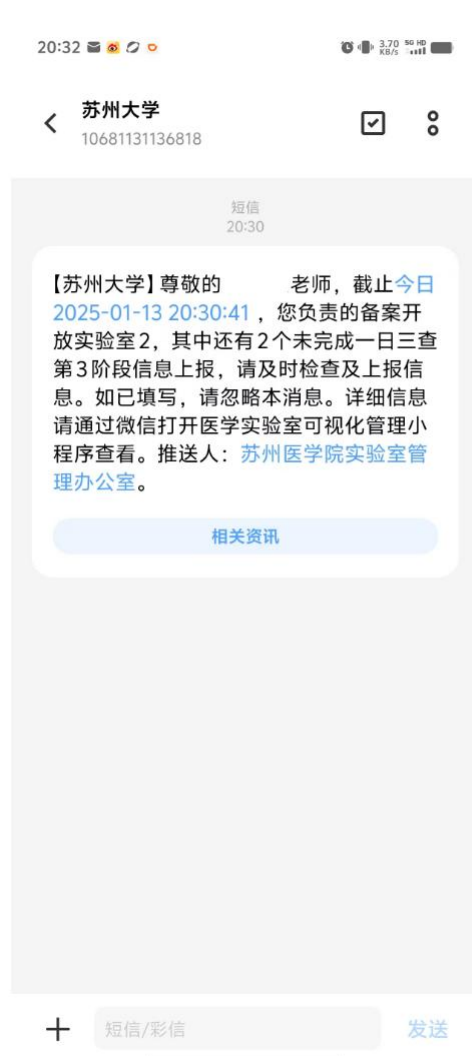 20:32
3.70 KB/s 5G HD
苏州大学
10681131136818
短信
20:30
【苏州大学】尊敬的 老师，截止今日
2025-01-13 20:30:41 ，您负责的备案开
放实验室2，其中还有2个未完成一日三查
第3阶段信息上报，请及时检查及上报信
息。如已填写，请忽略本消息。详细信息
请通过微信打开医学实验室可视化管理小
程序查看。推送人：苏州医学院实验室管
理办公室。
相关资讯
短信/彩信
发送